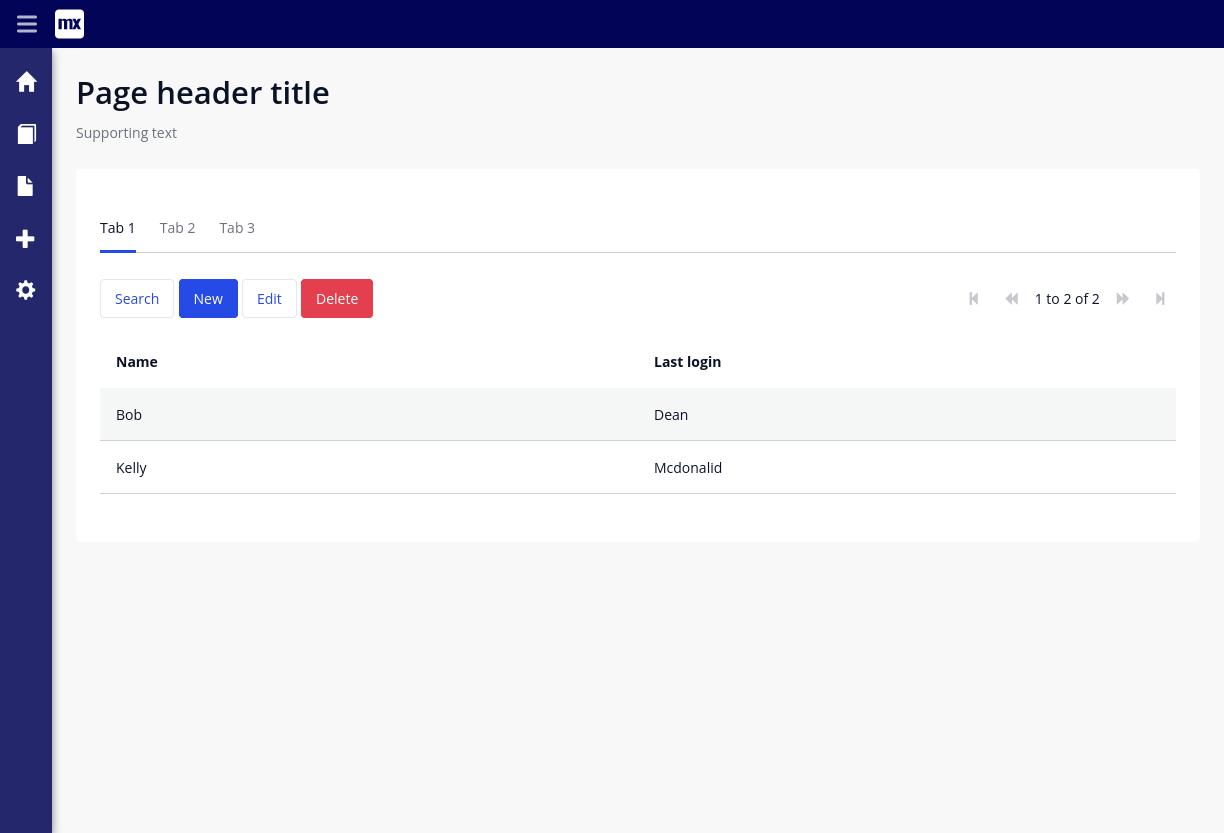 mx
Page header title
Supporting text
Tab 1 Tab 2 Tab 3
Search New Edit Delete 1 to 2 of 2
Name Last login
Bob Dean
Kelly Mcdonalid